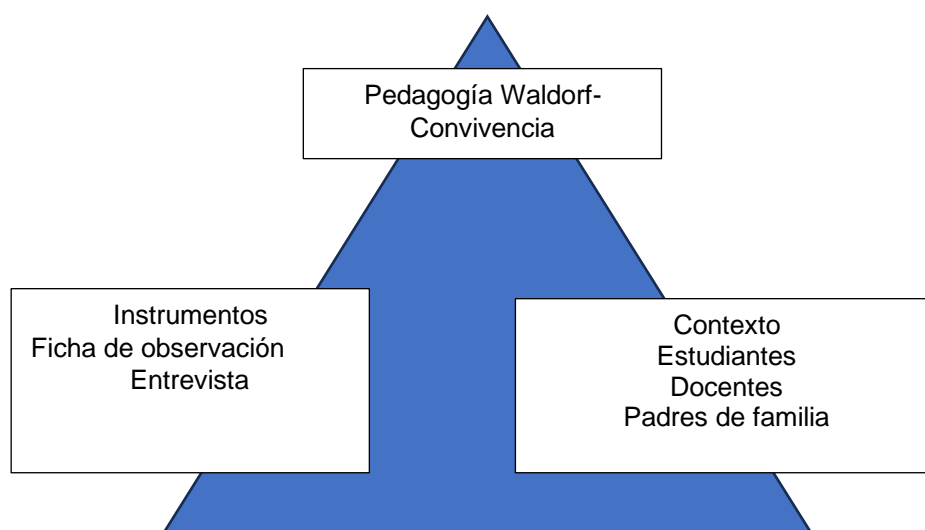 Pedagogía Waldorf-
Convivencia
Instrumentos
Ficha de observación
Entrevista
Contexto
Estudiantes
Docentes
Padres de familia